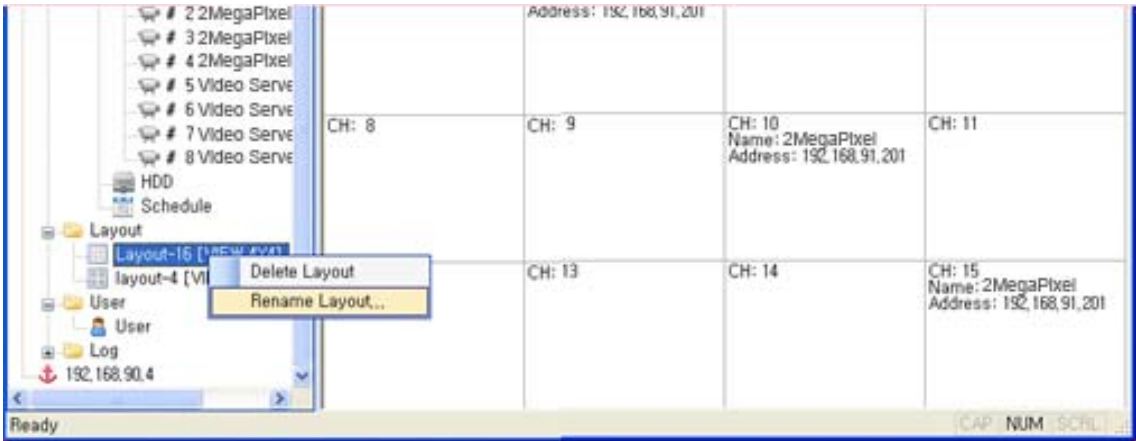 # 2 2MegaPixel
# 3 2MegaPixel
# 4 2MegaPixel
# 5 Video Serve
# 6 Video Serve
# 7 Video Serve
# 8 Video Serve
HDD
Schedule
Layout
Layout-16 [VIEW 4X4]
layout-4 [VI
User
User
Log
192,168,90,4
Delete Layout
Rename Layout,,,
Address: 192,168,91,201
CH: 8
CH: 9
CH: 10
Name: 2MegaPixel
Address: 192,168,91,201
CH: 11
CH: 13
CH: 14
CH: 15
Name: 2MegaPixel
Address: 192,168,91,201
Ready
CAP NUM SCRL